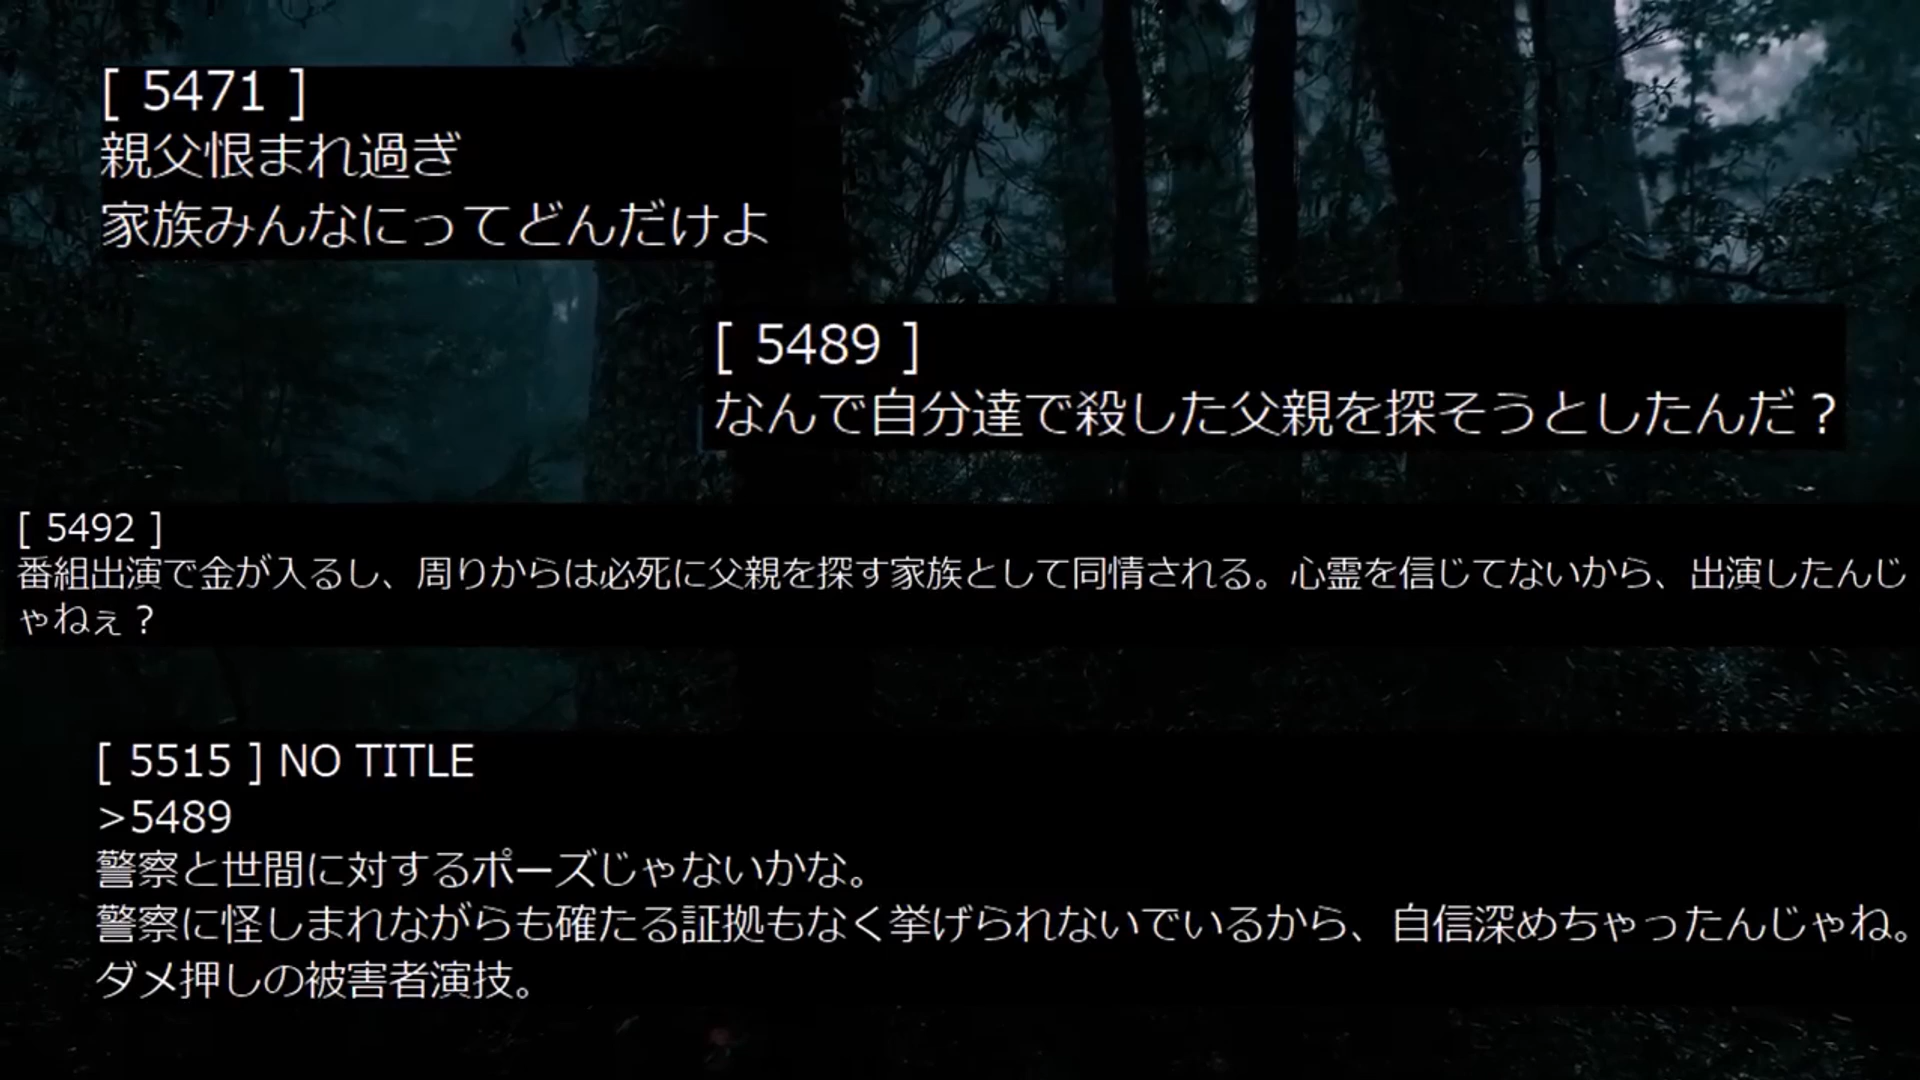 [ 5471 ]
親父恨まれ過ぎ
家族みんなにってどんだけよ
[ 5489 ]
なんで自分達で殺した父親を探そうとしたんだ？
[ 5492 ]
番組出演で金が入るし、周りからは必死に父親を探す家族として同情される。心霊を信じてないから、出演したんじ
ゃねぇ？
[ 5515 ] NO TITLE
>5489
警察と世間に対するポーズじゃないかな。
警察に怪しまれながらも確たる証拠もなく挙げられないでいるから、自信深めちゃったんじゃね。
ダメ押しの被害者演技。